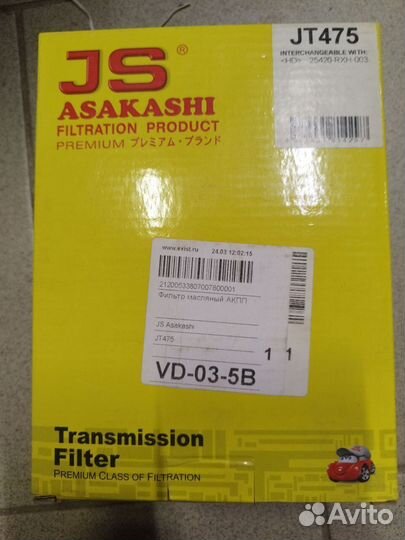 JS®
ASAKASHI
FILTRATION PRODUCT
PREMIUM プレミアム・ブランド
JT475
INTERCHANGEABLE WITH:
<HD> 25420-RXH-003
www.exist.ru 24.03 12:02:15
21200533807007800001
Фильтр масляный АКПП
JS Asakashi
JT475
1 1
VD-03-5B
Transmission
Filter
PREMIUM CLASS OF FILTRATION
Avito